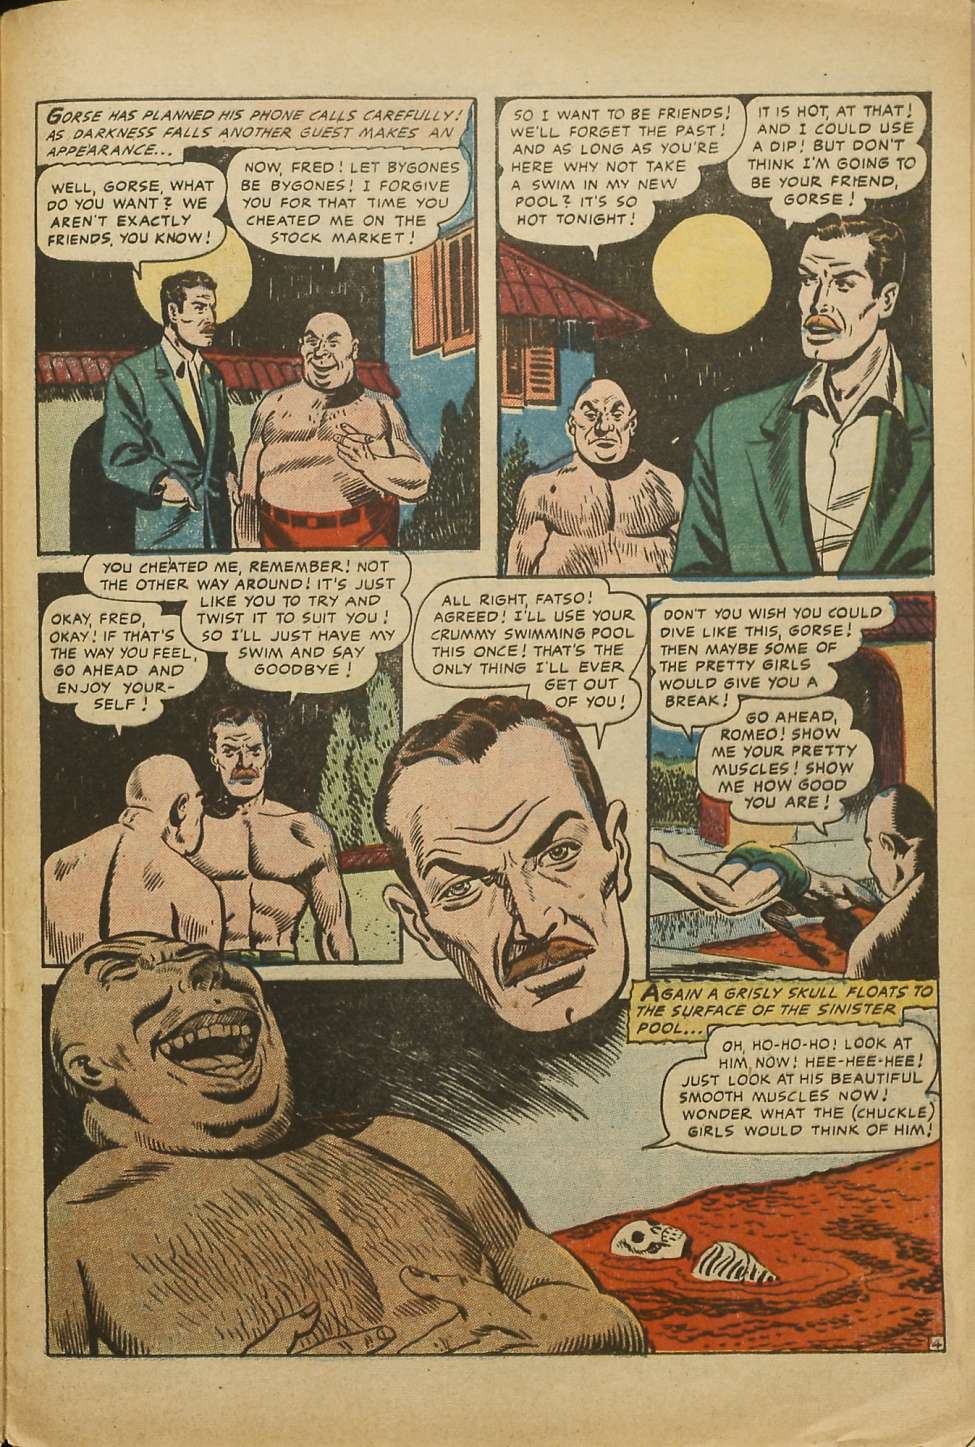 GORSE HAS PLANNED HIS PHONE CALLS CAREFULLY!
AS DARKNESS FALLS ANOTHER GUEST MAKES AN
APPEARANCE...
WELL, GORSE, WHAT
DO YOU WANT? WE
AREN'T EXACTLY
FRIENDS, YOU KNOW!
NOW, FRED! LET BYGONES
BE BYGONES! I FORGIVE
YOU FOR THAT TIME YOU
CHEATED ME ON THE
STOCK MARKET!
SO I WANT TO BE FRIENDS!
WE'LL FORGET THE PAST!
AND AS LONG AS YOU'RE
HERE WHY NOT TAKE
A SWIM IN MY NEW
POOL? IT'S SO
HOT TONIGHT!
IT IS HOT, AT THAT!
AND I COULD USE
A DIP! BUT DON'T
THINK I'M GOING TO
BE YOUR FRIEND,
GORSE!
YOU CHEATED ME, REMEMBER! NOT
THE OTHER WAY AROUND! IT'S JUST
LIKE YOU TO TRY AND
TWIST IT TO SUIT YOU!
SO I'LL JUST HAVE MY
SWIM AND SAY
GOODBYE!
OKAY, FRED,
OKAY! IF THAT'S
THE WAY YOU FEEL,
GO AHEAD AND
ENJOY YOUR-
SELF!
ALL RIGHT, FATSO!
AGREED! I'LL USE YOUR
CRUMMY SWIMMING POOL
THIS ONCE! THAT'S THE
ONLY THING I'LL EVER
GET OUT
OF YOU!
DON'T YOU WISH YOU COULD
DIVE LIKE THIS, GORSE!
THEN MAYBE SOME OF
THE PRETTY GIRLS
WOULD GIVE YOU A
BREAK!
GO AHEAD,
ROMEO! SHOW
ME YOUR PRETTY
MUSCLES! SHOW
ME HOW GOOD
YOU ARE!
AGAIN A GRISLY SKULL FLOATS TO
THE SURFACE OF THE SINISTER
POOL...
OH, HO-HO-HO! LOOK AT
HIM NOW! HEE-HEE-HEE!
JUST LOOK AT HIS BEAUTIFUL
SMOOTH MUSCLES NOW!
WONDER WHAT THE (CHUCKLE)
GIRLS WOULD THINK OF HIM!
4